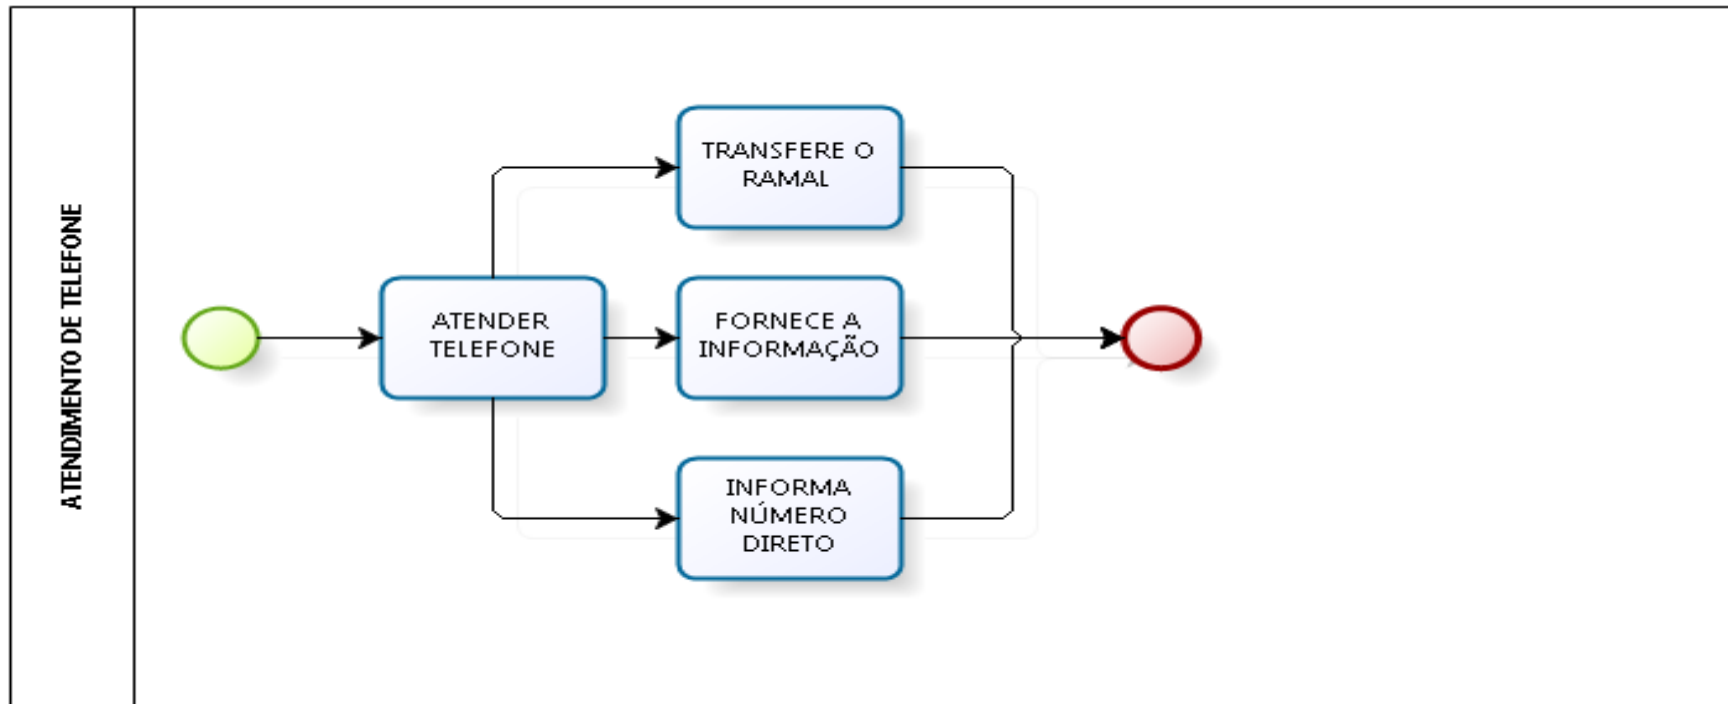 ATENDIMENTO DE TELEFONE
ATENDER
TELEFONE
TRANSFERE O
RAMAL
FORNECE A
INFORMAÇÃO
INFORMA
NÚMERO
DIRETO